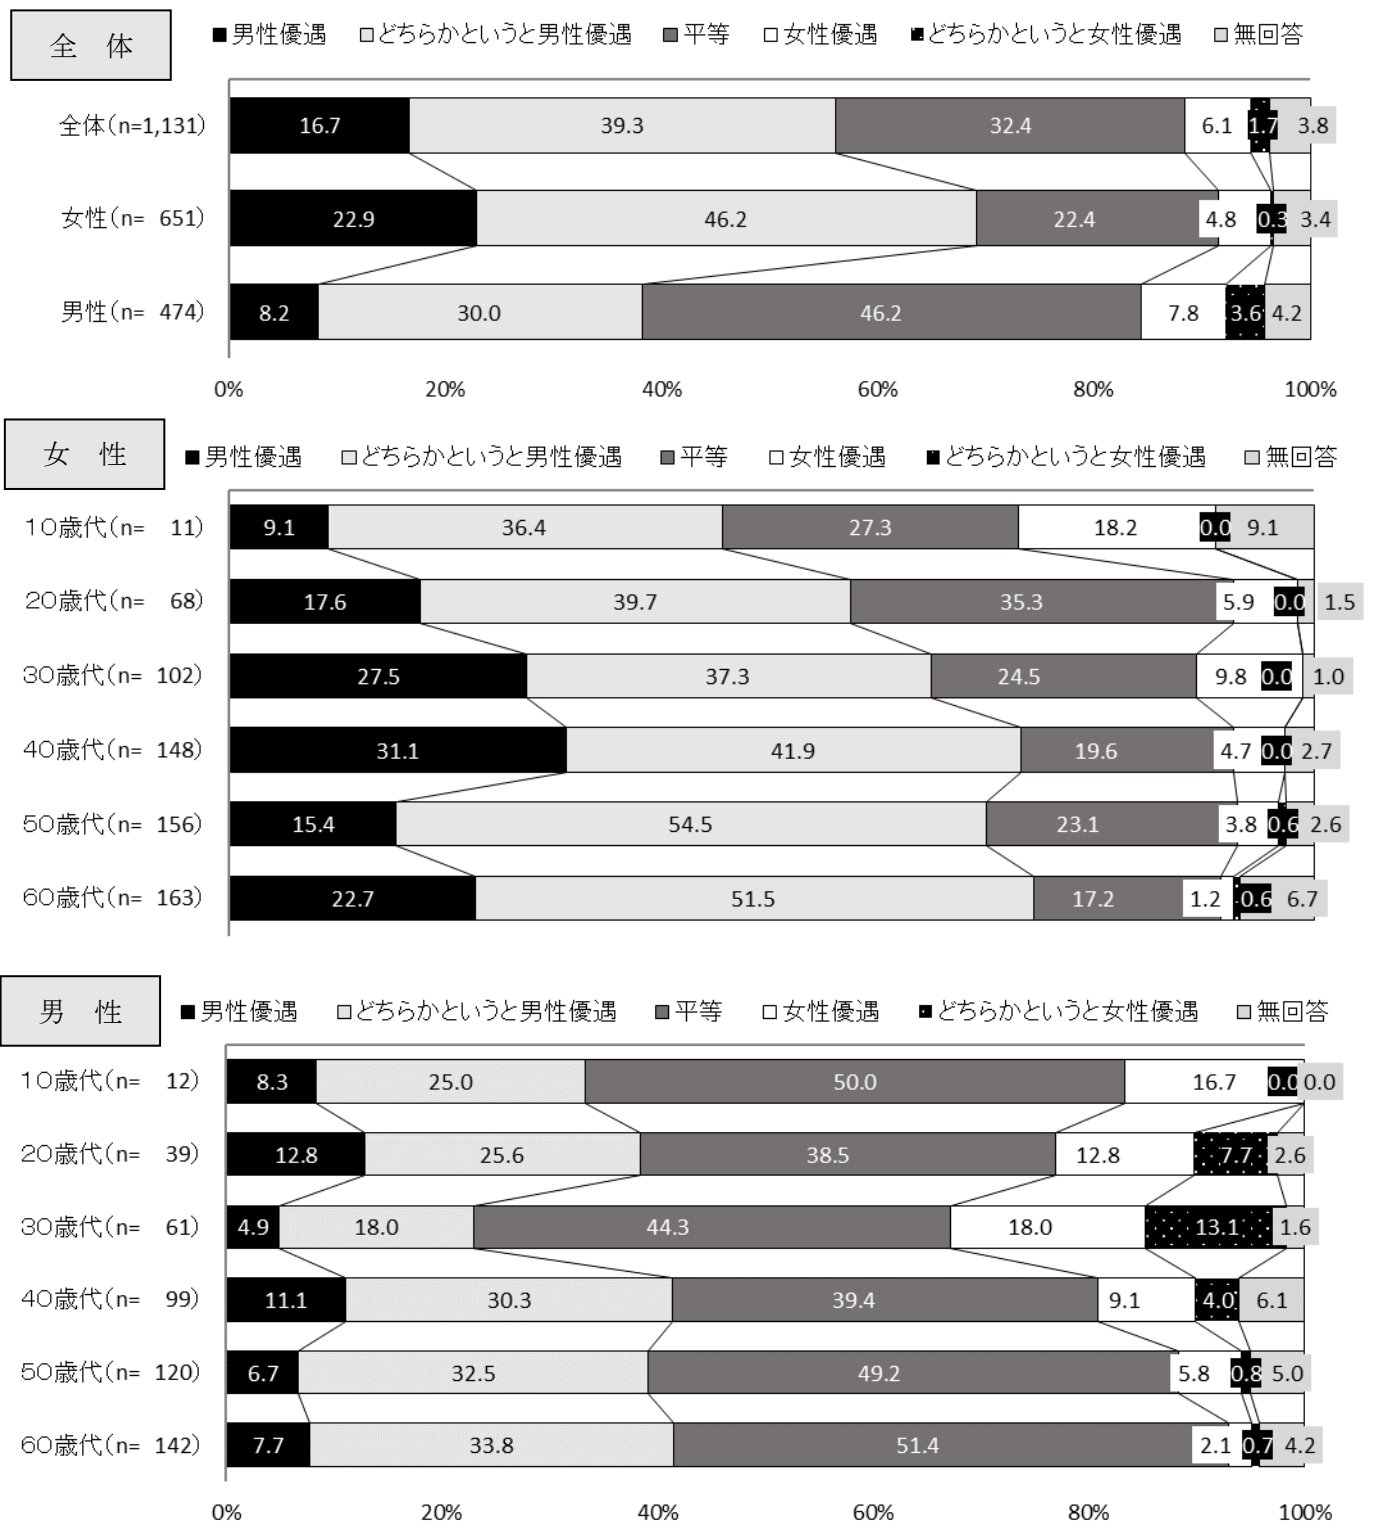 全 体
■男性優遇 □どちらかというと男性優遇 ■平等 □女性優遇 ■どちらかというと女性優遇 □無回答
全体(n=1,131) 16.7 39.3 32.4 6.1 1.7 3.8
女性(n= 651) 22.9 46.2 22.4 4.8 0.3 3.4
男性(n= 474) 8.2 30.0 46.2 7.8 3.6 4.2
0% 20% 40% 60% 80% 100%
女 性
■男性優遇 □どちらかというと男性優遇 ■平等 □女性優遇 ■どちらかというと女性優遇 □無回答
10歳代(n= 11) 9.1 36.4 27.3 18.2 0.0 9.1
20歳代(n= 68) 17.6 39.7 35.3 5.9 0.0 1.5
30歳代(n= 102) 27.5 37.3 24.5 9.8 0.0 1.0
40歳代(n= 148) 31.1 41.9 19.6 4.7 0.0 2.7
50歳代(n= 156) 15.4 54.5 23.1 3.8 0.6 2.6
60歳代(n= 163) 22.7 51.5 17.2 1.2 0.6 6.7
男 性
■男性優遇 □どちらかというと男性優遇 ■平等 □女性優遇 ■どちらかというと女性優遇 □無回答
10歳代(n= 12) 8.3 25.0 50.0 16.7 0.0 0.0
20歳代(n= 39) 12.8 25.6 38.5 12.8 7.7 2.6
30歳代(n= 61) 4.9 18.0 44.3 18.0 13.1 1.6
40歳代(n= 99) 11.1 30.3 39.4 9.1 4.0 6.1
50歳代(n= 120) 6.7 32.5 49.2 5.8 0.8 5.0
60歳代(n= 142) 7.7 33.8 51.4 2.1 0.7 4.2
0% 20% 40% 60% 80% 100%